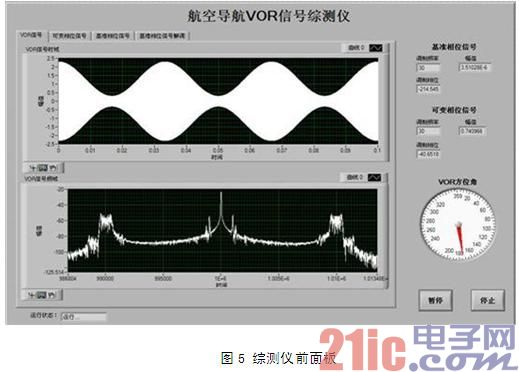 航空导航VOR信号综测仪
VOR信号 可变相位信号 基准相位信号 基准相位信号解调
VOR信号时域 曲线 0
幅值
2.5
2
1.5
1
0.5
0
-0.5
-1
-1.5
-2
-2.5
0 0.01 0.02 0.03 0.04 0.05 0.06 0.07 0.08 0.09 0.1
时间
VOR信号频域 曲线 0
幅值
-20
-40
-60
-80
-100
-125.514
986004 990000 995000 1E+6 1.005E+6 1.01E+6 1.01348E+6
时间
运行状态: 运行...
基准相位信号
调制频率 幅值
30 3.51028E-6
调制相位
-214.545
可变相位信号
调制频率 幅值
30 0.740968
调制相位
-40.6518
VOR方位角
359 0 20 40 60 80 100 120 140 160 180 200 220 240 260 280 300 320
暂停 停止
21ic电子网
.com
图 5 综测仪前面板